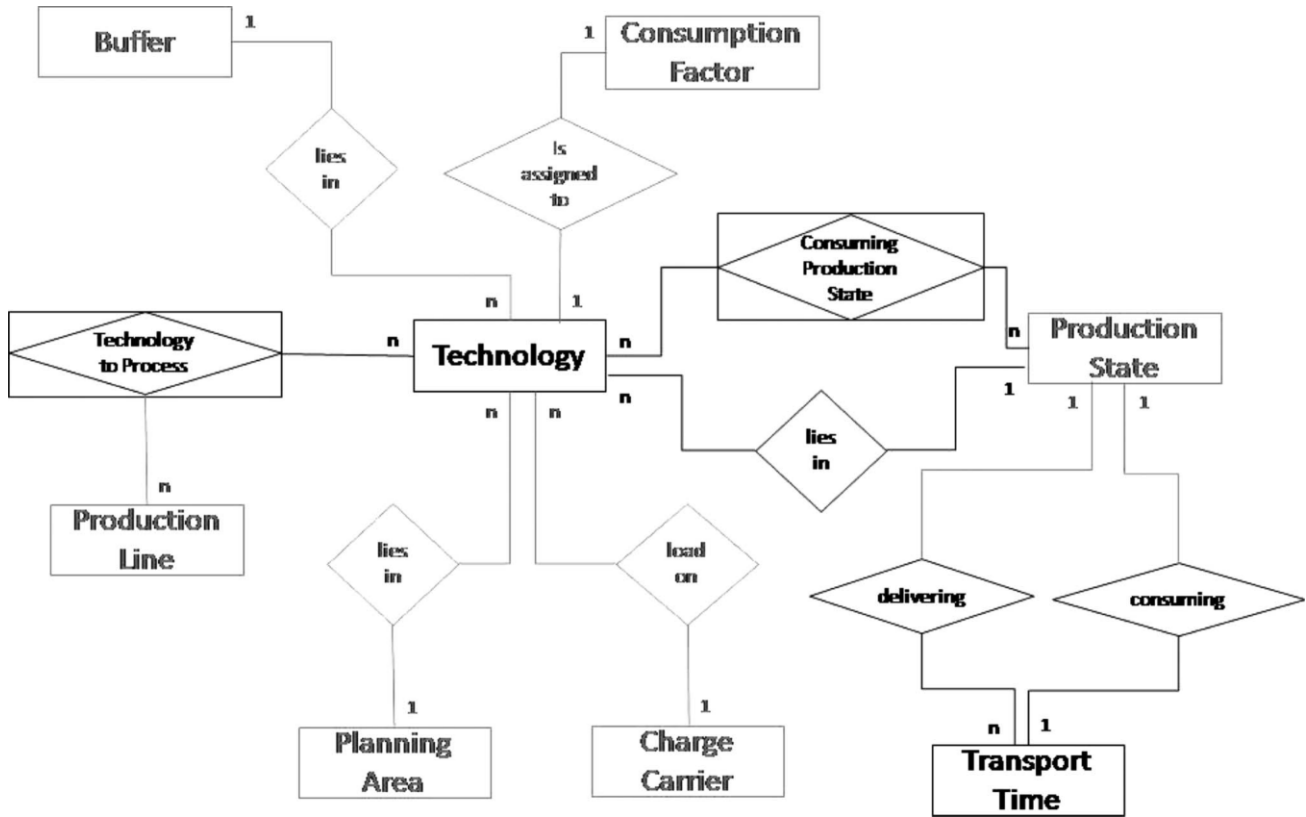 1
Buffer
1
Consumption
Factor
lies
in
Is
assigned
to
Consuming
Production
State
n
1
Technology
to Process
n
Technology
n
n
Production
State
n
n
n
1
1
1
lies
in
n
Production
Line
lies
in
load
on
delivering
consuming
1
1
n
1
Planning
Area
Charge
Carrier
Transport
Time